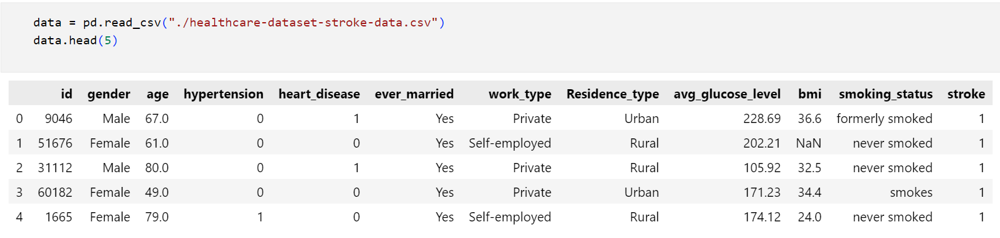 data = pd.read_csv("./healthcare-dataset-stroke-data.csv")
data.head(5)
id gender age hypertension heart_disease ever_married work_type Residence_type avg_glucose_level bmi smoking_status stroke
0 9046 Male 67.0 0 1 Yes Private Urban 228.69 36.6 formerly smoked 1
1 51676 Female 61.0 0 0 Yes Self-employed Rural 202.21 NaN never smoked 1
2 31112 Male 80.0 0 1 Yes Private Rural 105.92 32.5 never smoked 1
3 60182 Female 49.0 0 0 Yes Private Urban 171.23 34.4 smokes 1
4 1665 Female 79.0 1 0 Yes Self-employed Rural 174.12 24.0 never smoked 1